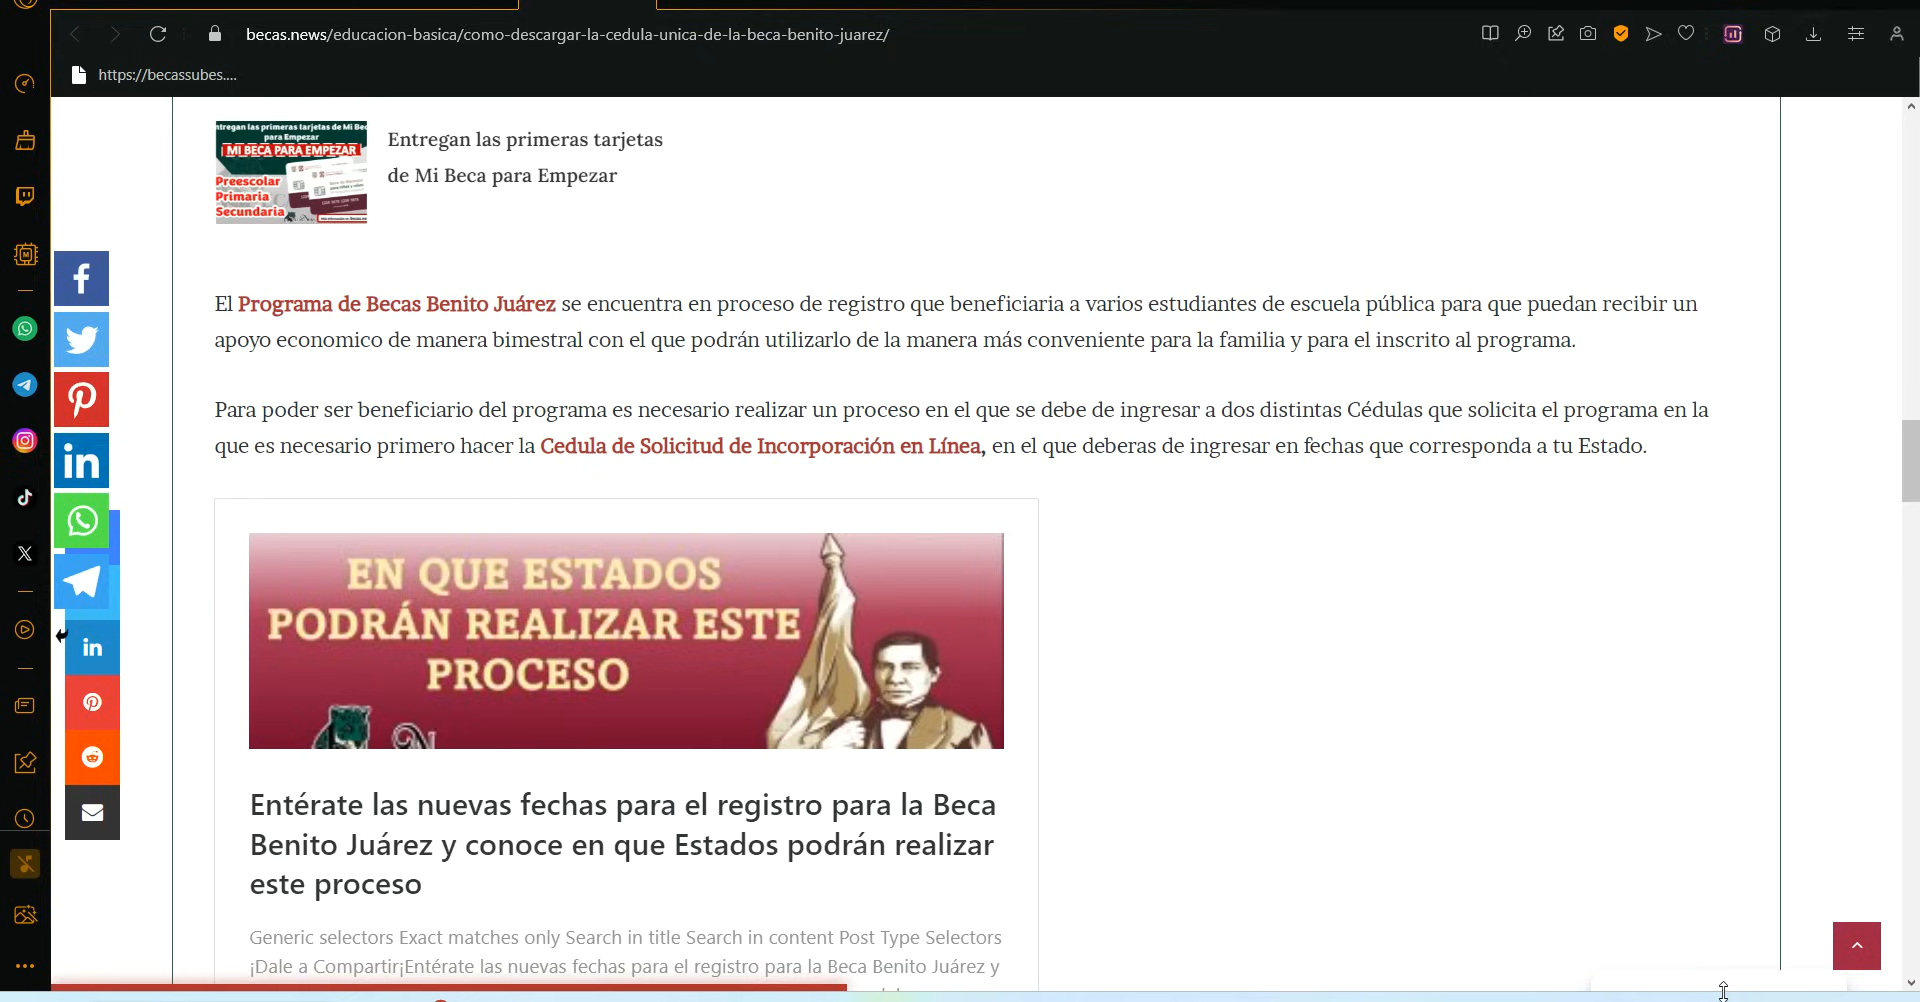 becas.news/educacion-basica/como-descargar-la-cedula-unica-de-la-beca-benito-juarez/
https://becassubes....
ntregan las primeras tarjetas de Mi Bec
para Empezar
MI BECA PARA EMPEZAR
Preescolar
Primaria
Secundaria
Entregan las primeras tarjetas
de Mi Beca para Empezar
El Programa de Becas Benito Juárez se encuentra en proceso de registro que beneficiaria a varios estudiantes de escuela pública para que puedan recibir un
apoyo economico de manera bimestral con el que podrán utilizarlo de la manera más conveniente para la familia y para el inscrito al programa.
Para poder ser beneficiario del programa es necesario realizar un proceso en el que se debe de ingresar a dos distintas Cédulas que solicita el programa en la
que es necesario primero hacer la Cedula de Solicitud de Incorporación en Línea, en el que deberas de ingresar en fechas que corresponda a tu Estado.
EN QUE ESTADOS
PODRÁN REALIZAR ESTE
PROCESO
Entérate las nuevas fechas para el registro para la Beca
Benito Juárez y conoce en que Estados podrán realizar
este proceso
Generic selectors Exact matches only Search in title Search in content Post Type Selectors
¡Dale a Compartir¡Entérate las nuevas fechas para el registro para la Beca Benito Juárez y